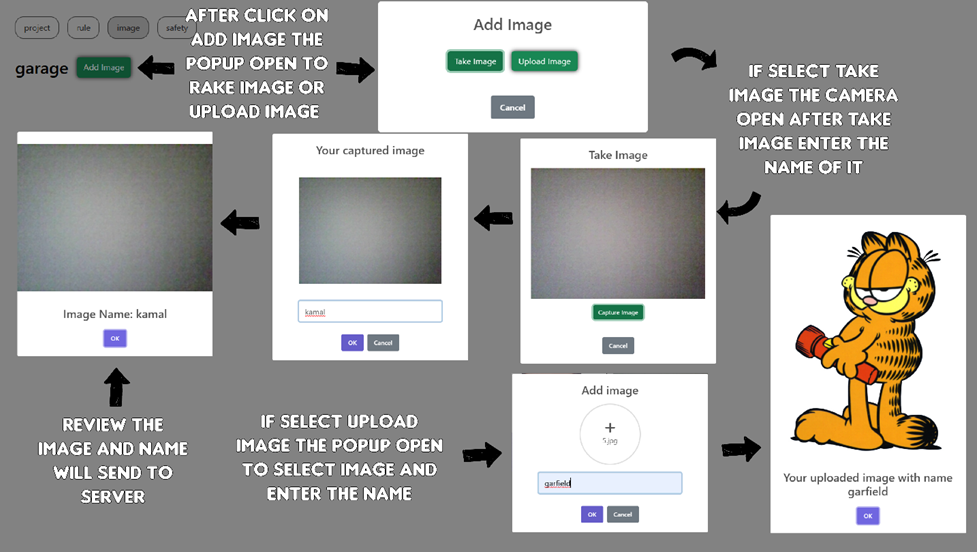 project
rule
image
safety
garage
Add Image
AFTER CLICK ON
ADD IMAGE THE
POPUP OPEN TO
RAKE IMAGE OR
UPLOAD IMAGE
Add Image
Take Image
Upload Image
Cancel
IF SELECT TAKE
IMAGE THE CAMERA
OPEN AFTER TAKE
IMAGE ENTER THE
NAME OF IT
Take Image
Capture Image
Cancel
Your captured image
kamal
OK
Cancel
Image Name: kamal
OK
REVIEW THE
IMAGE AND NAME
WILL SEND TO
SERVER
IF SELECT UPLOAD
IMAGE THE POPUP OPEN
TO SELECT IMAGE AND
ENTER THE NAME
Add image
+
5.jpg
garfield
OK
Cancel
Your uploaded image with name
garfield
OK